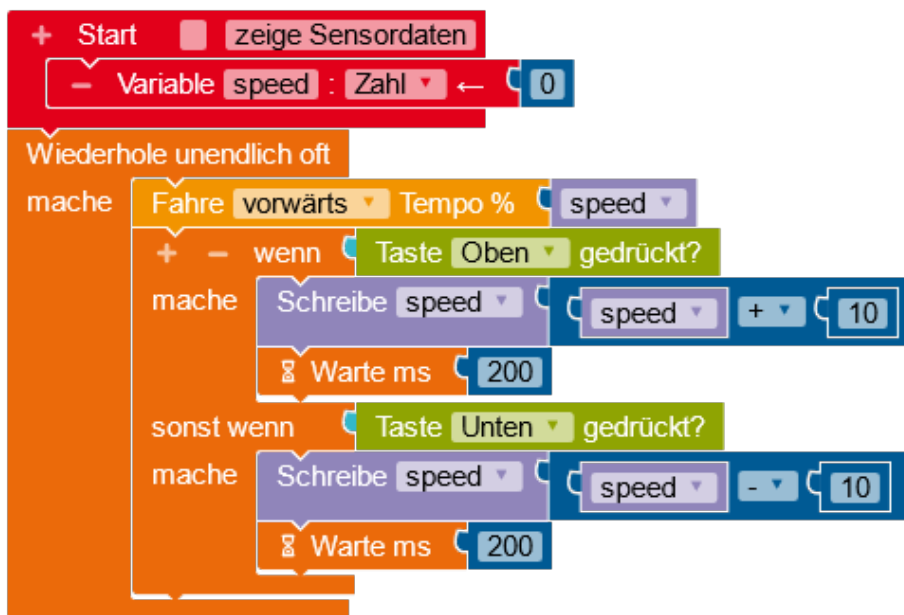 + Start zeige Sensordaten
− Variable speed : Zahl ← 0
Wiederhole unendlich oft
mache Fahre vorwärts Tempo % speed
+ − wenn Taste Oben gedrückt?
mache Schreibe speed speed + 10
Warte ms 200
sonst wenn Taste Unten gedrückt?
mache Schreibe speed speed - 10
Warte ms 200